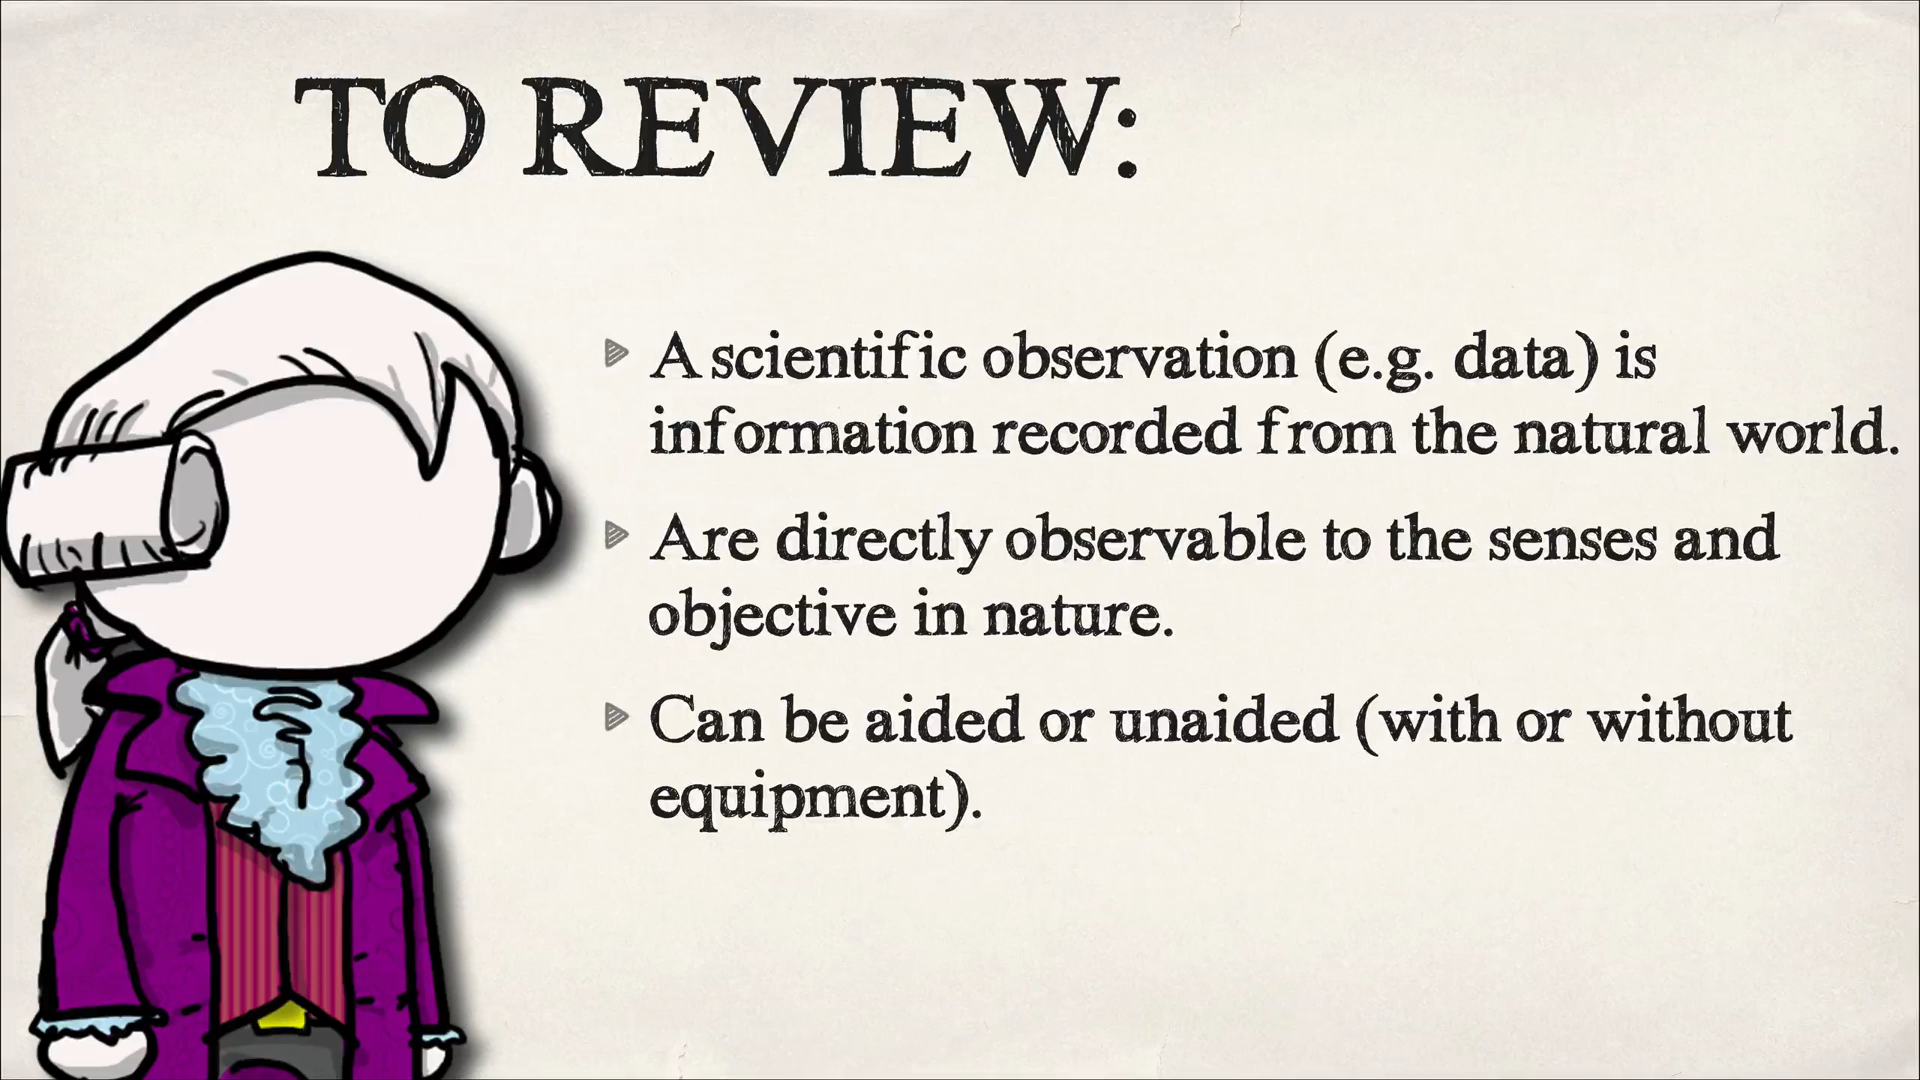 TO REVIEW:
A scientific observation (e.g. data) is
information recorded from the natural world.
Are directly observable to the senses and
objective in nature.
Can be aided or unaided (with or without
equipment).